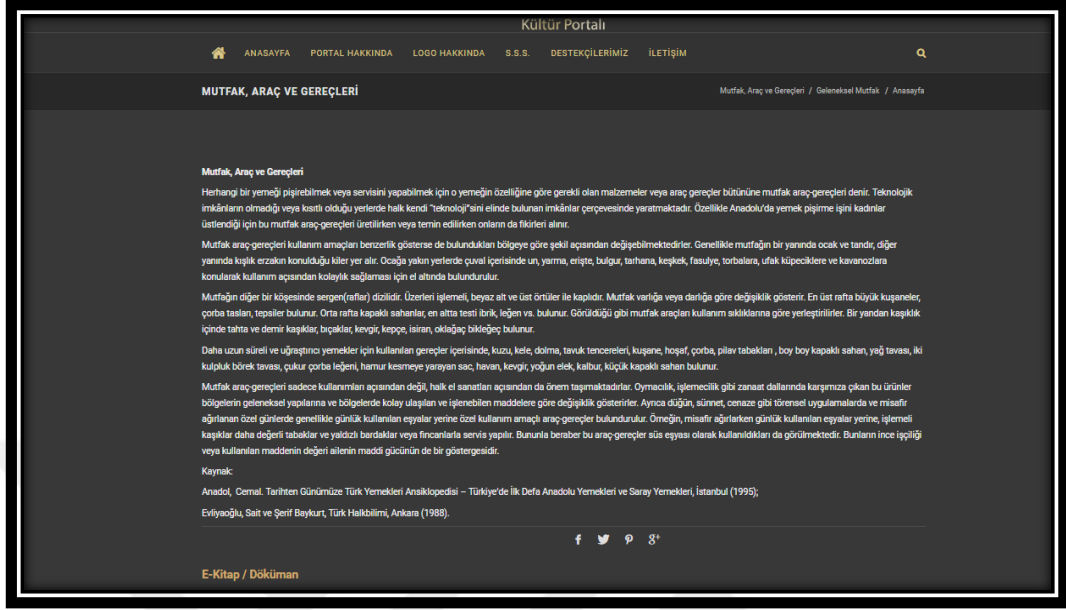 Kültür Portalı
ANASAYFA PORTAL HAKKINDA LOGO HAKKINDA S.S.S. DESTEKÇİLERİMİZ İLETİŞİM
MUTFAK, ARAÇ VE GEREÇLERİ
Mutfak, Araç ve Gereçleri / Geleneksel Mutfak / Anasayfa
Mutfak, Araç ve Gereçleri
Herhangi bir yemeği pişirebilmek veya servisini yapabilmek için o yemeğin özelliğine göre gerekli olan malzemeler veya araç gereçler bütününe mutfak araç-gereçleri denir. Teknolojik
imkânların olmadığı veya kısıtlı olduğu yerlerde halk kendi "teknoloji"sini elinde bulunan imkânlar çerçevesinde yaratmaktadır. Özellikle Anadolu'da yemek pişirme işini kadınlar
üstlendiği için bu mutfak araç-gereçleri üretilirken veya temin edilirken onların da fikirleri alınır.
Mutfak araç-gereçleri kullanım amaçları benzerlik gösterse de bulundukları bölgeye göre şekil açısından değişebilmektedirler. Genellikle mutfağın bir yanında ocak ve tandır, diğer
yanında kışlık erzakın konulduğu kiler yer alır. Ocağa yakın yerlerde çuval içerisinde un, yarma, erişte, bulgur, tarhana, keşkek, fasulye, torbalara, ufak küpeciklere ve kavanozlara
konularak kullanım açısından kolaylık sağlaması için el altında bulundurulur.
Mutfağın diğer bir köşesinde sergen(raflar) dizilidir. Üzerleri işlemeli, beyaz alt ve üst örtüler ile kaplıdır. Mutfak varlığa veya darlığa göre değişiklik gösterir. En üst rafta büyük kuşaneler,
çorba tasları, tepsiler bulunur. Orta rafta kapaklı sahanlar, en altta testi ibrik, leğen vs. bulunur. Görüldüğü gibi mutfak araçları kullanım sıklıklarına göre yerleştirilirler. Bir yandan kaşıklık
içinde tahta ve demir kaşıklar, bıçaklar, kevgir, kepçe, isiran, oklağaç bikleğeç bulunur.
Daha uzun süreli ve uğraştırıcı yemekler için kullanılan gereçler içerisinde, kuzu, kele, dolma, tavuk tencereleri, kuşane, hoşaf, çorba, pilav tabakları , boy boy kapaklı sahan, yağ tavası, iki
kulpluk börek tavası, çukur çorba leğeni, hamur kesmeye yarayan sac, havan, kevgir, yoğun elek, kalbur, küçük kapaklı sahan bulunur.
Mutfak araç-gereçleri sadece kullanımları açısından değil, halk el sanatları açısından da önem taşımaktadırlar. Oymacılık, işlemecilik gibi zanaat dallarında karşımıza çıkan bu ürünler
bölgelerin geleneksel yapılarına ve bölgelerde kolay ulaşılan ve işlenebilen maddelere göre değişiklik gösterirler. Ayrıca düğün, sünnet, cenaze gibi törensel uygulamalarda ve misafir
ağırlanan özel günlerde genellikle günlük kullanılan eşyalar yerine özel kullanım amaçlı araç-gereçler bulundurulur. Örneğin, misafir ağırlarken günlük kullanılan eşyalar yerine, işlemeli
kaşıklar daha değerli tabaklar ve yaldızlı bardaklar veya fincanlarla servis yapılır. Bununla beraber bu araç-gereçler süs eşyası olarak kullanıldıkları da görülmektedir. Bunların ince işçiliği
veya kullanılan maddenin değeri ailenin maddi gücünün de bir göstergesidir.
Kaynak:
Anadol, Cemal. Tarihten Günümüze Türk Yemekleri Ansiklopedisi – Türkiye'de İlk Defa Anadolu Yemekleri ve Saray Yemekleri, İstanbul (1995);
Evliyaoğlu, Sait ve Şerif Baykurt, Türk Halkbilimi, Ankara (1988).
E-Kitap / Döküman